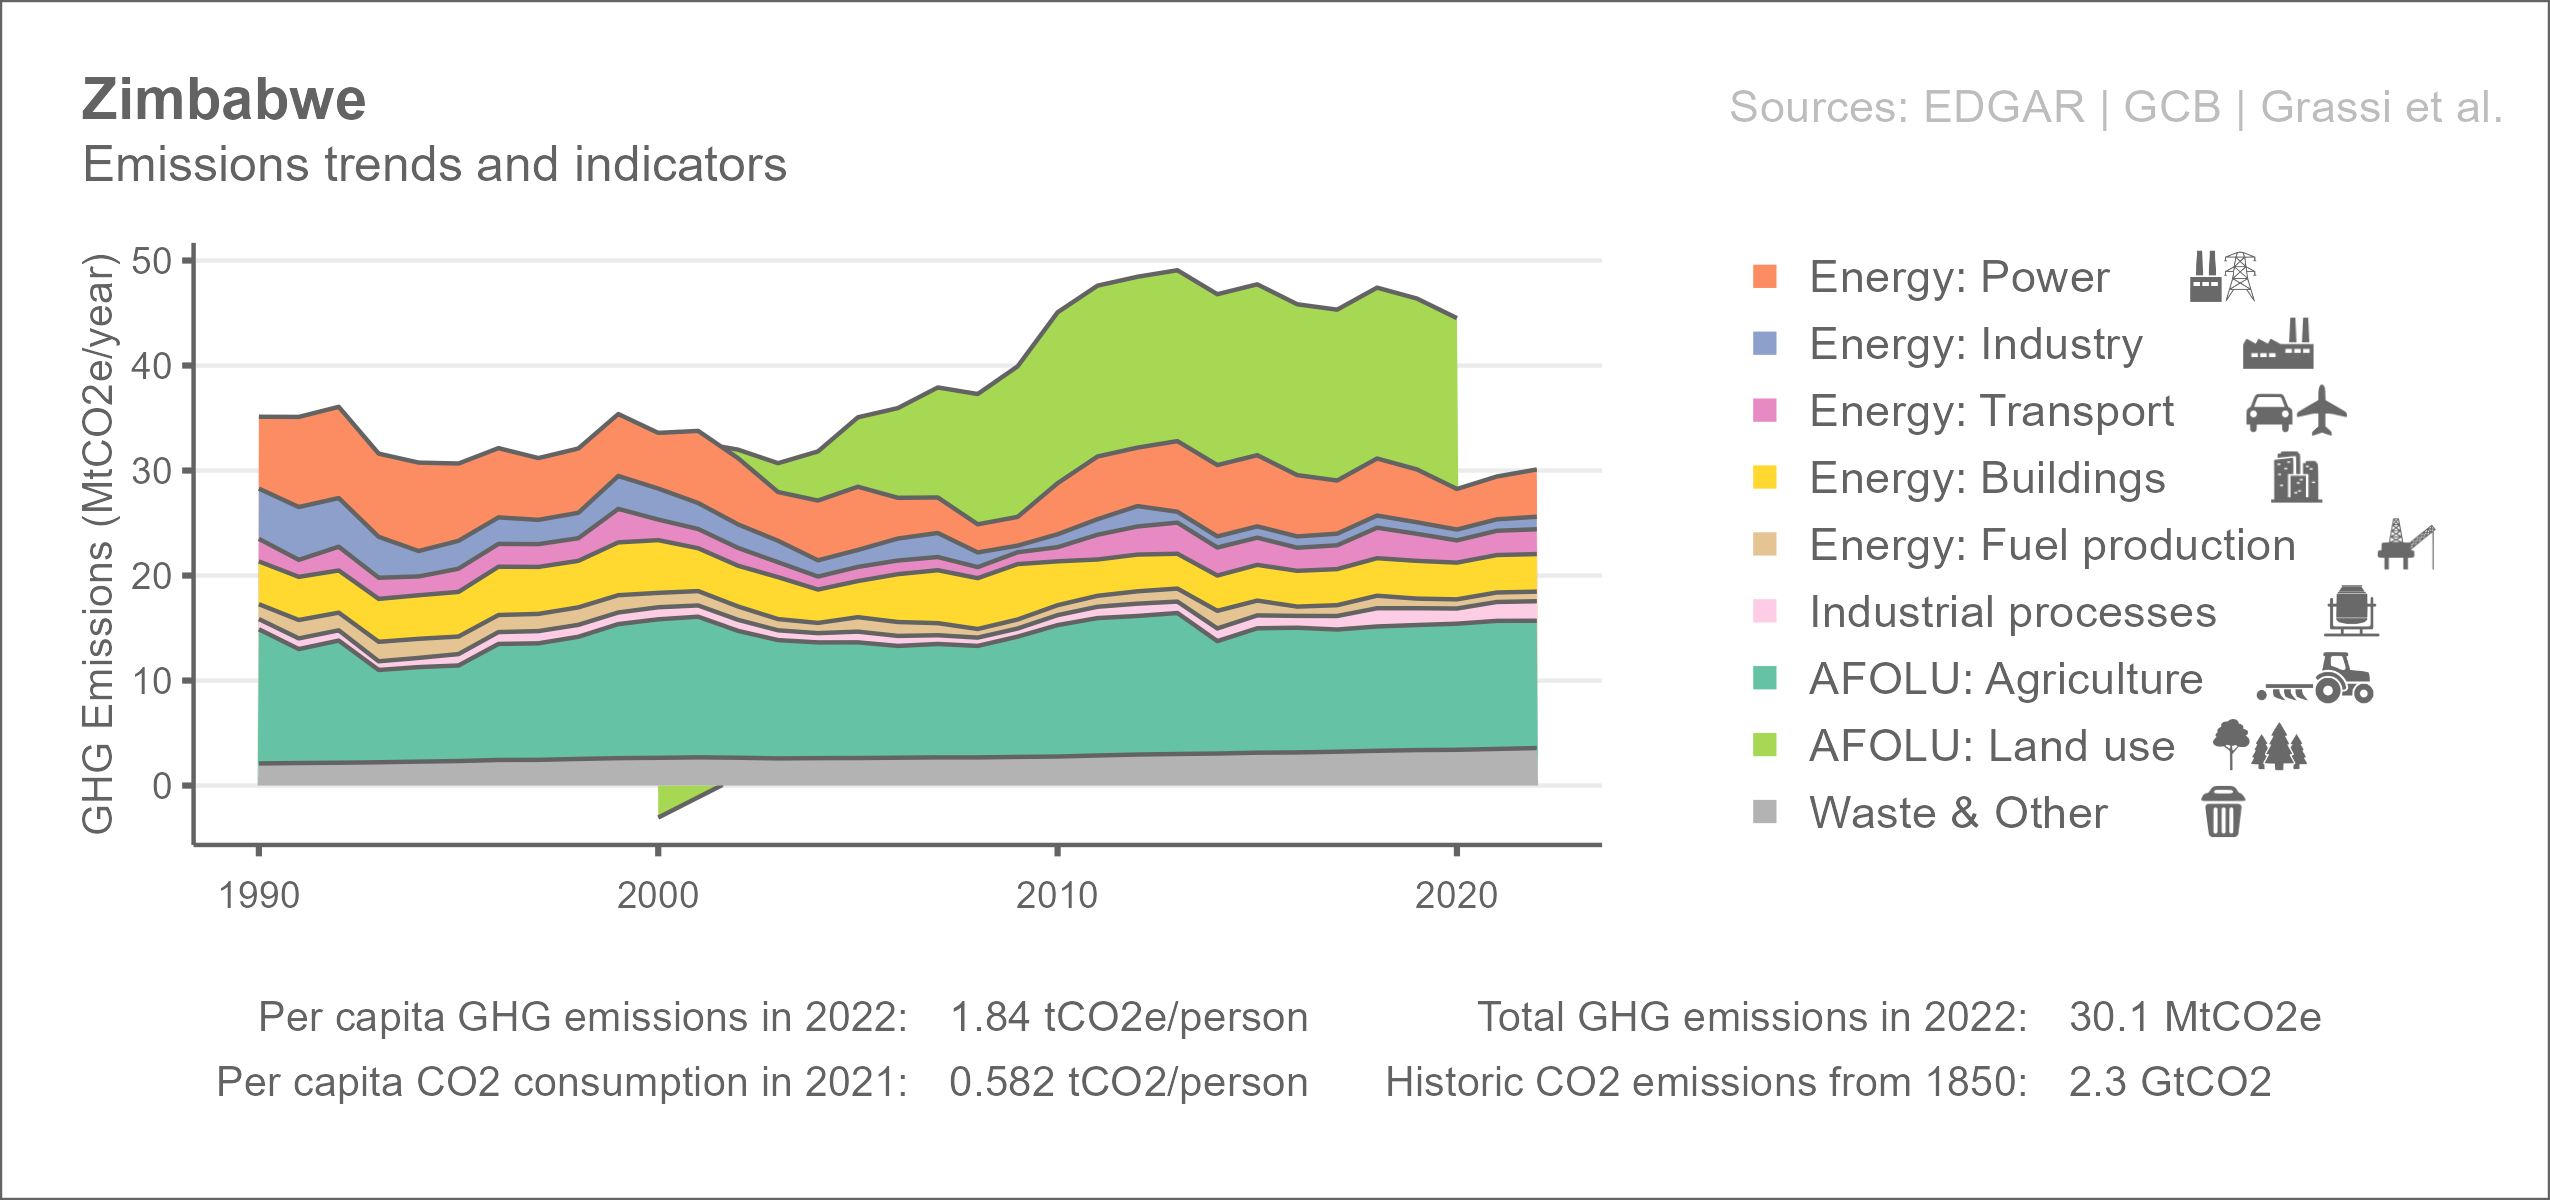 Zimbabwe
Emissions trends and indicators
Sources: EDGAR | GCB | Grassi et al.
GHG Emissions (MtCO2e/year)
50
40
30
20
10
0
1990
2000
2010
2020
Energy: Power
Energy: Industry
Energy: Transport
Energy: Buildings
Energy: Fuel production
Industrial processes
AFOLU: Agriculture
AFOLU: Land use
Waste & Other
Per capita GHG emissions in 2022: 1.84 tCO2e/person
Per capita CO2 consumption in 2021: 0.582 tCO2/person
Total GHG emissions in 2022: 30.1 MtCO2e
Historic CO2 emissions from 1850: 2.3 GtCO2